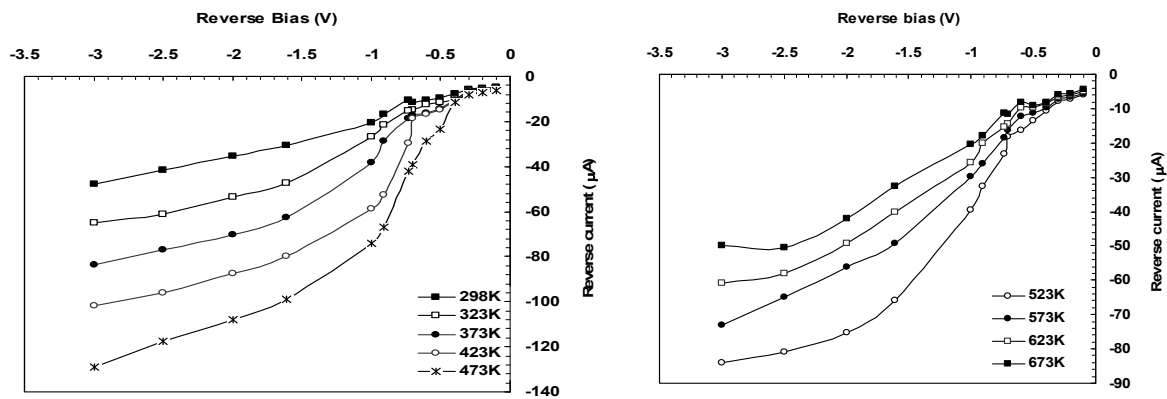 Reverse Bias (V)
-3.5 -3 -2.5 -2 -1.5 -1 -0.5 0
0
-20
-40
-60
-80
-100
-120
-140
Reverse current ( µA)
298K
323K
373K
423K
473K
Reverse bias (V)
-3.5 -3 -2.5 -2 -1.5 -1 -0.5 0
0
-10
-20
-30
-40
-50
-60
-70
-80
-90
Reverse current ( µA)
523K
573K
623K
673K